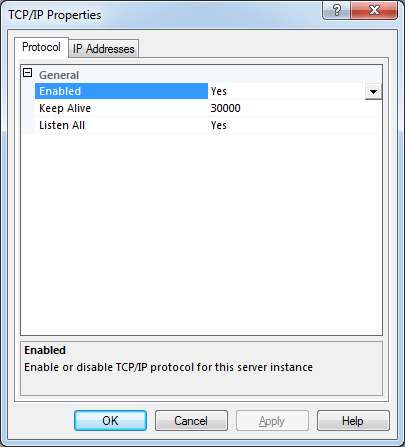 TCP/IP Properties
Protocol IP Addresses
General
Enabled Yes
Keep Alive 30000
Listen All Yes
Enabled
Enable or disable TCP/IP protocol for this server instance
OK Cancel Apply Help